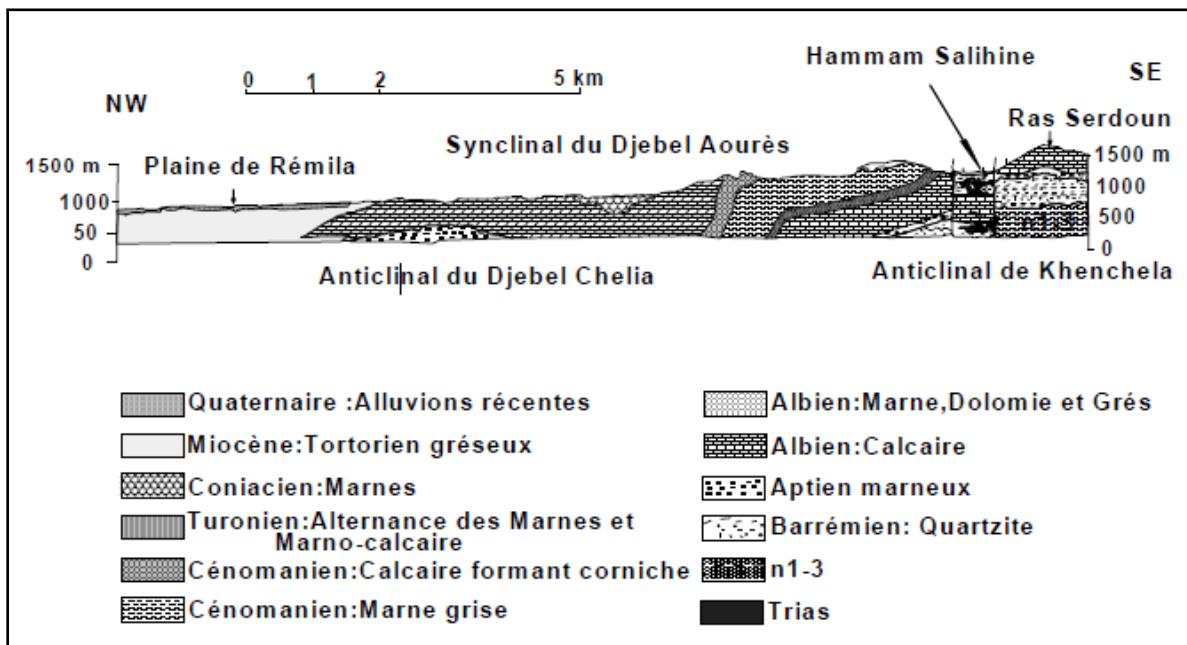 Hammam Salihine
0 1 2 5 km
SE
NW
Ras Serdoun
Synclinal du Djebel Aourès
1500 m
Plaine de Rémila
1500 m
1000
1000
500
50
n1-3
0
0
Anticlinal du Djebel Chelia
Anticlinal de Khenchela
Quaternaire :Alluvions récentes
Miocène:Tortorien gréseux
Coniacien:Marnes
Turonien:Alternance des Marnes et
Marno-calcaire
Cénomanien:Calcaire formant corniche
Cénomanien:Marne grise
Albien:Marne,Dolomie et Grés
Albien:Calcaire
Aptien marneux
Barrémien: Quartzite
n1-3
Trias